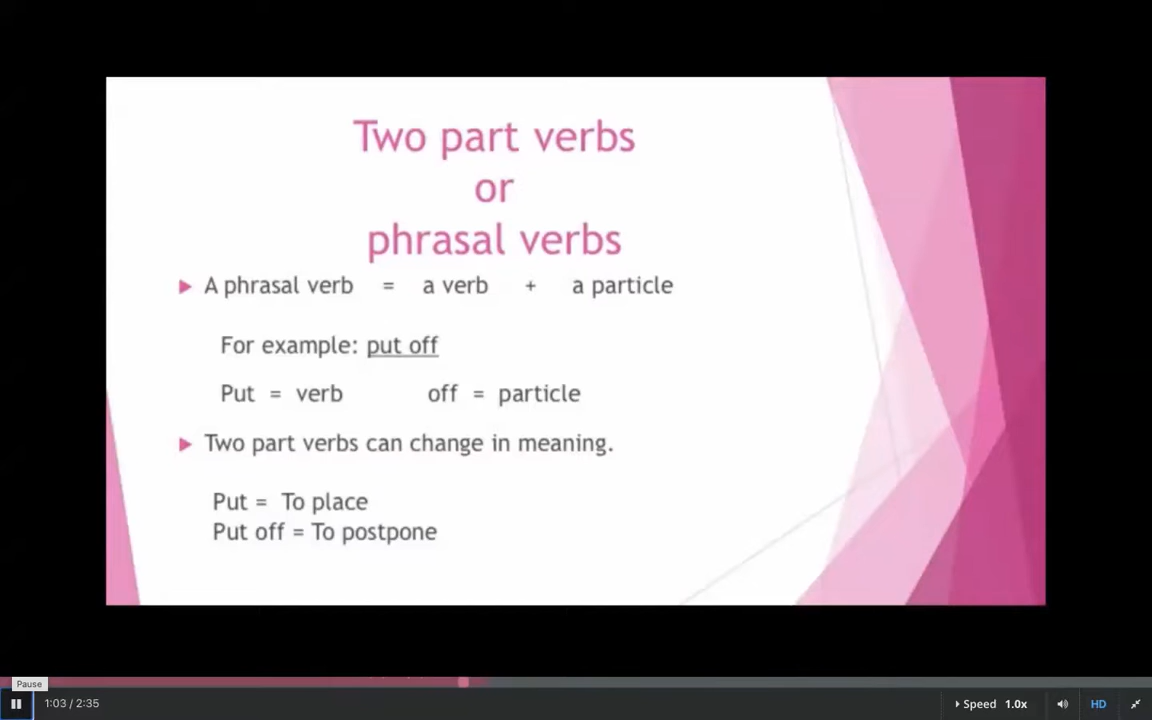 Two part verbs
or
phrasal verbs
A phrasal verb = a verb + a particle
For example: put off
Put = verb off = particle
Two part verbs can change in meaning.
Put = To place
Put off = To postpone
Pause
1:03 / 2:35
Speed 1.0x
HD